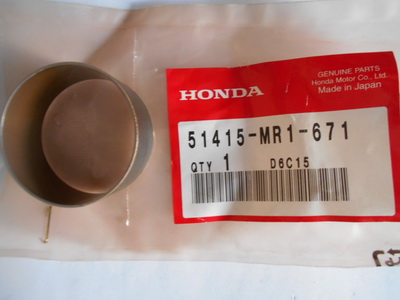 GENUINE PARTS
Honda Motor Co., Ltd.
Made in Japan
HONDA
51415-MR1-671
QTY 1 D6C15